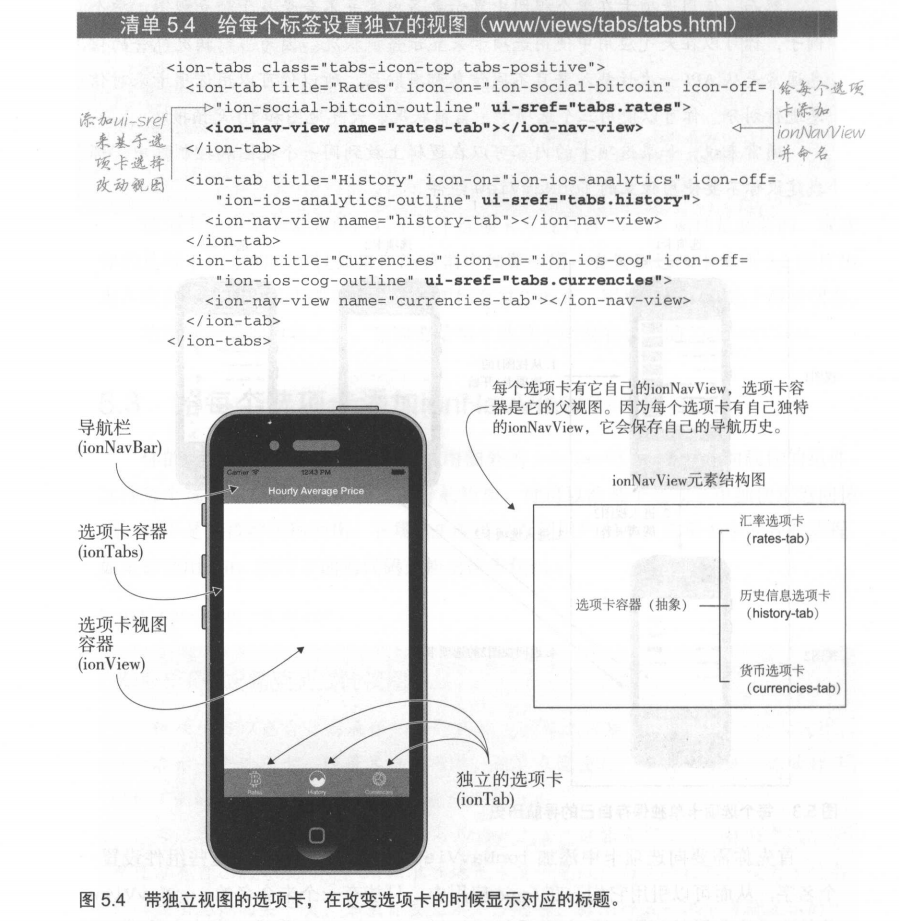 清单 5.4 给每个标签设置独立的视图（www/views/tabs/tabs.html）
<ion-tabs class="tabs-icon-top tabs-positive">
<ion-tab title="Rates" icon-on="ion-social-bitcoin" icon-off=
"ion-social-bitcoin-outline" ui-sref="tabs.rates">
<ion-nav-view name="rates-tab"></ion-nav-view>
</ion-tab>
添加ui-sref
来基于选
项卡选择
改动视图
给每个选项
卡添加
ionNavView
并命名
<ion-tab title="History" icon-on="ion-ios-analytics" icon-off=
"ion-ios-analytics-outline" ui-sref="tabs.history">
<ion-nav-view name="history-tab"></ion-nav-view>
</ion-tab>
<ion-tab title="Currencies" icon-on="ion-ios-cog" icon-off=
"ion-ios-cog-outline" ui-sref="tabs.currencies">
<ion-nav-view name="currencies-tab"></ion-nav-view>
</ion-tab>
</ion-tabs>
每个选项卡有它自己的ionNavView，选项卡容
器是它的父视图。因为每个选项卡有自己独特
的ionNavView，它会保存自己的导航历史。
导航栏
(ionNavBar)
选项卡容器
(ionTabs)
选项卡视图
容器
(ionView)
Carrier 12:43 PM
Hourly Average Price
Rates
History
Currencies
独立的选项卡
(ionTab)
ionNavView元素结构图
选项卡容器（抽象）
汇率选项卡
（rates-tab）
历史信息选项卡
（history-tab）
货币选项卡
（currencies-tab）
图 5.4 带独立视图的选项卡，在改变选项卡的时候显示对应的标题。